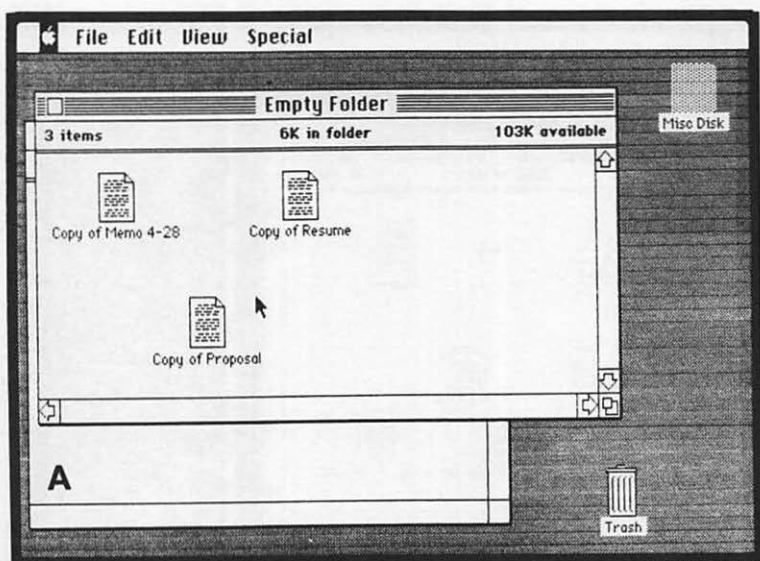 File Edit View Special
Empty Folder
3 items 6K in folder 103K available
Misc Disk
Copy of Memo 4-28 Copy of Resume
Copy of Proposal
A
Trash